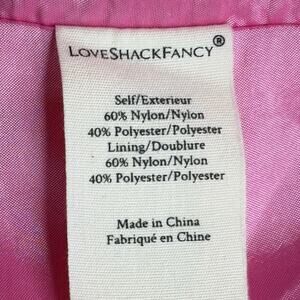 LOVESHACKFANCY®
Self/Exterieur
60% Nylon/Nylon
40% Polyester/Polyester
Lining/Doublure
60% Nylon/Nylon
40% Polyester/Polyester
Made in China
Fabriqué en Chine